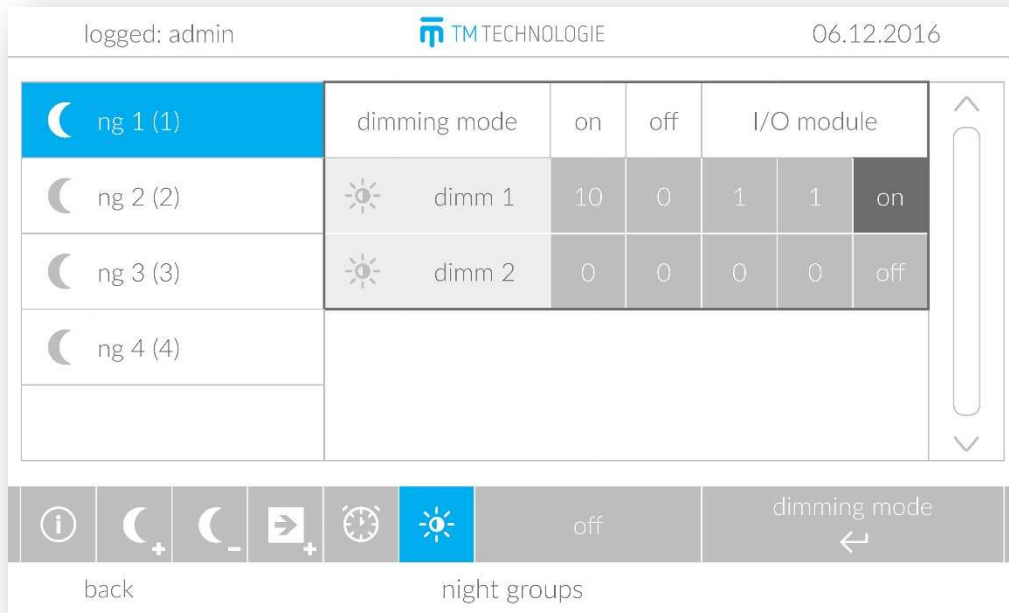 logged: admin
TM TECHNOLOGIE
06.12.2016
ng 1 (1)
dimming mode on off I/O module
ng 2 (2)
dimm 1 10 0 1 1 on
ng 3 (3)
dimm 2 0 0 0 0 off
ng 4 (4)
off
dimming mode
back
night groups